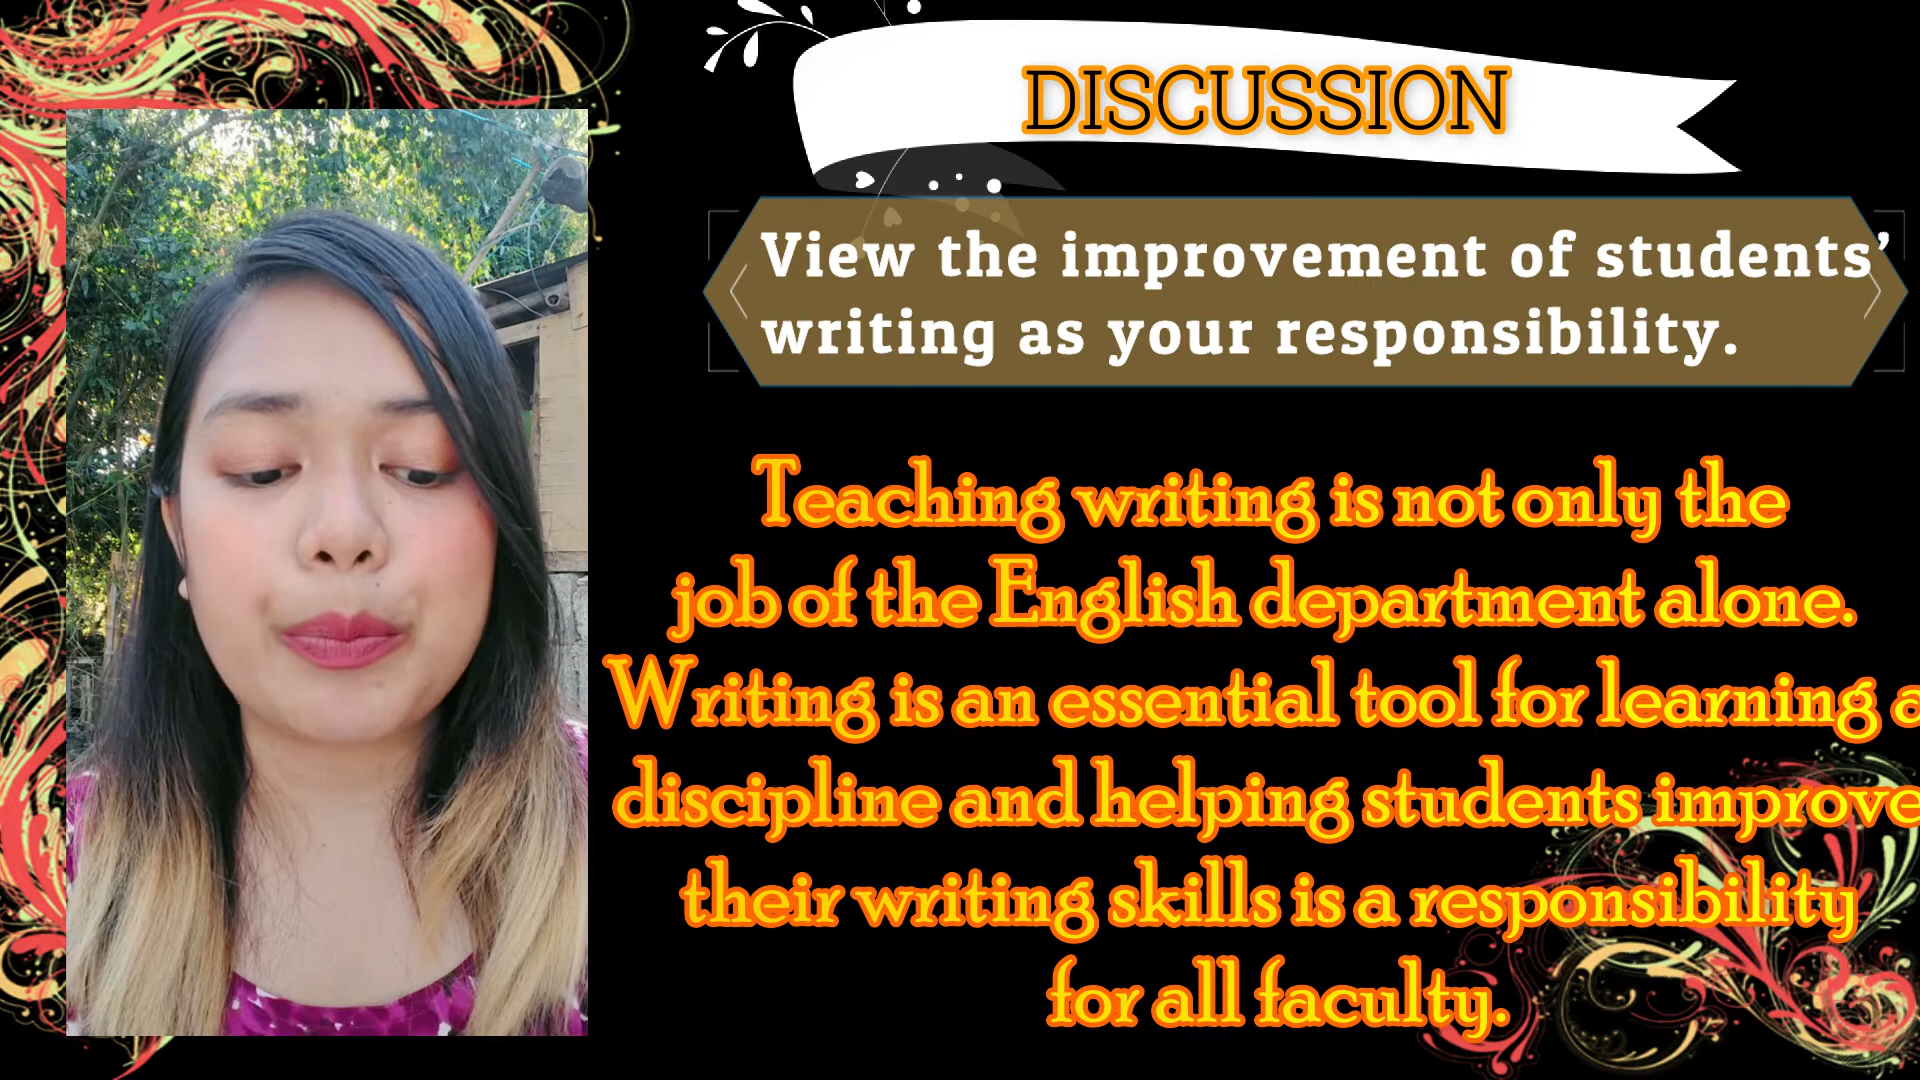 DISCUSSION
View the improvement of students’
writing as your responsibility.
Teaching writing is not only the
job of the English department alone.
Writing is an essential tool for learning a
discipline and helping students improve
their writing skills is a responsibility
for all faculty.